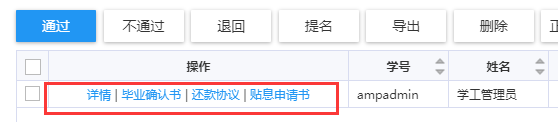 通过 不通过 退回 提名 导出 删除
操作 学号 姓名
详情 | 毕业确认书 | 还款协议 | 贴息申请书 ampadmin 学工管理员